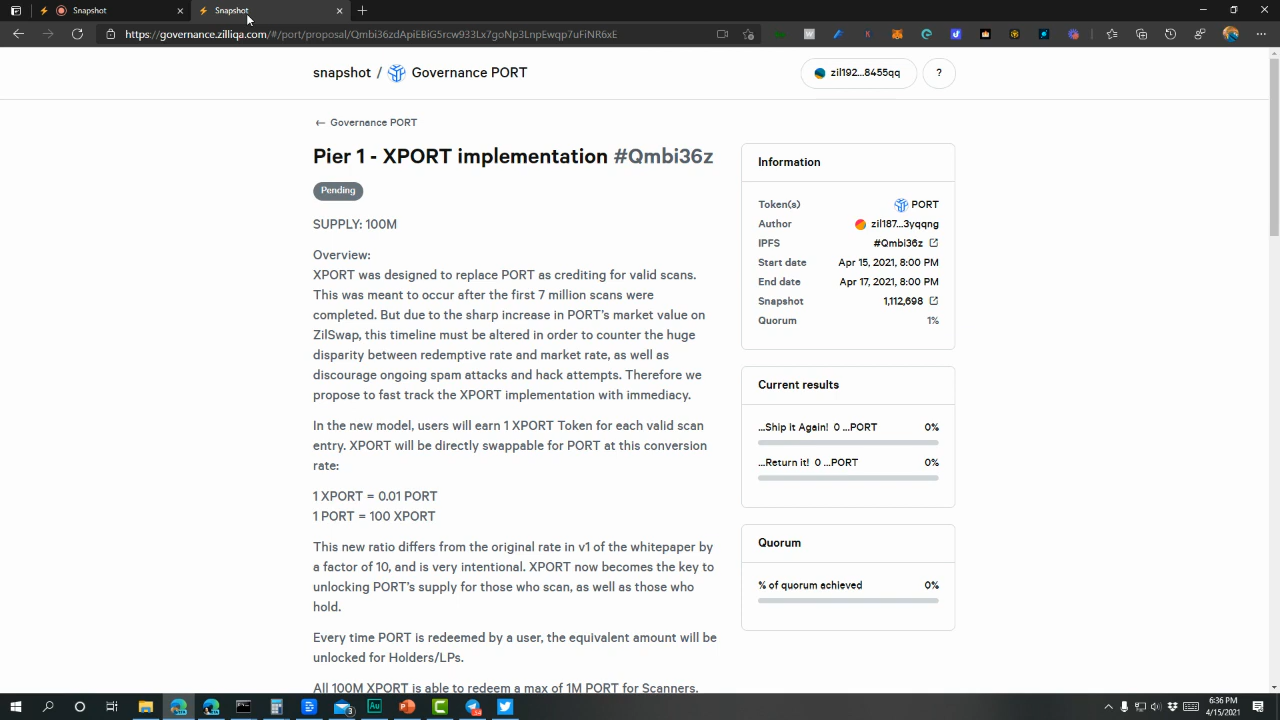 Snapshot
Snapshot
https://governance.zilliqa.com/#/port/proposal/Qmbi36zdApiEBiG5rcw933Lx7goNp3LnpEwqp7uFiNR6xE
snapshot / Governance PORT
zil192...8455qq
?
← Governance PORT
Pier 1 - XPORT implementation #Qmbi36z
Pending
SUPPLY: 100M
Overview:
XPORT was designed to replace PORT as crediting for valid scans.
This was meant to occur after the first 7 million scans were
completed. But due to the sharp increase in PORT's market value on
ZilSwap, this timeline must be altered in order to counter the huge
disparity between redemptive rate and market rate, as well as
discourage ongoing spam attacks and hack attempts. Therefore we
propose to fast track the XPORT implementation with immediacy.
In the new model, users will earn 1 XPORT Token for each valid scan
entry. XPORT will be directly swappable for PORT at this conversion
rate:
1 XPORT = 0.01 PORT
1 PORT = 100 XPORT
This new ratio differs from the original rate in v1 of the whitepaper by
a factor of 10, and is very intentional. XPORT now becomes the key to
unlocking PORT's supply for those who scan, as well as those who
hold.
Every time PORT is redeemed by a user, the equivalent amount will be
unlocked for Holders/LPs.
All 100M XPORT is able to redeem a max of 1M PORT for Scanners.
Information
Token(s) PORT
Author zil187...3yqqng
IPFS #Qmbi36z
Start date Apr 15, 2021, 8:00 PM
End date Apr 17, 2021, 8:00 PM
Snapshot 1,112,698
Quorum 1%
Current results
...Ship it Again! 0 ...PORT 0%
...Return it! 0 ...PORT 0%
Quorum
% of quorum achieved 0%
6:36 PM
4/15/2021